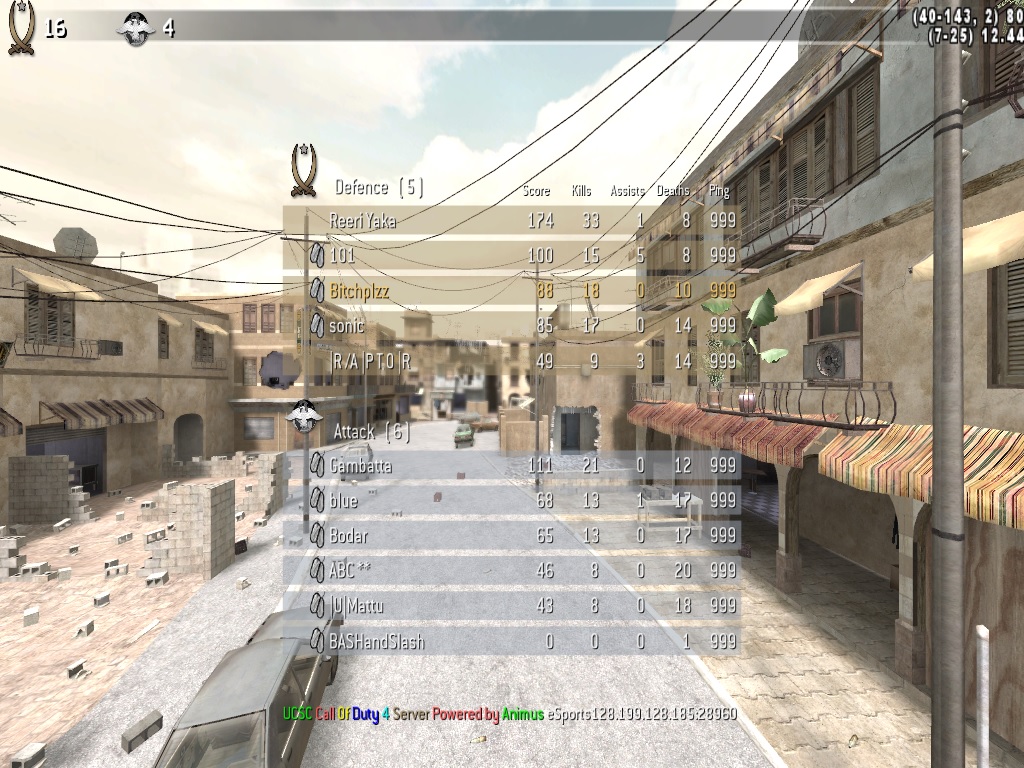 16 4 (40-143, 2) 80
(7-25) 12.44
Defence (5) Score Kills Assists Deaths Ping
Reeri Yaka 174 33 1 8 999
101 100 15 5 8 999
Bitchplzz 88 18 0 10 999
sonic 85 17 0 14 999
|R/A|PT0|R 49 9 3 14 999
Attack (6)
Gambatta 111 21 0 12 999
blue 68 13 1 17 999
Bodar 65 13 0 17 999
ABC ** 46 8 0 20 999
|U|Mattu 43 8 0 18 999
BASHandSlash 0 0 0 1 999
UCSC Call Of Duty 4 Server Powered by Animus eSports128.199.128.185:28960